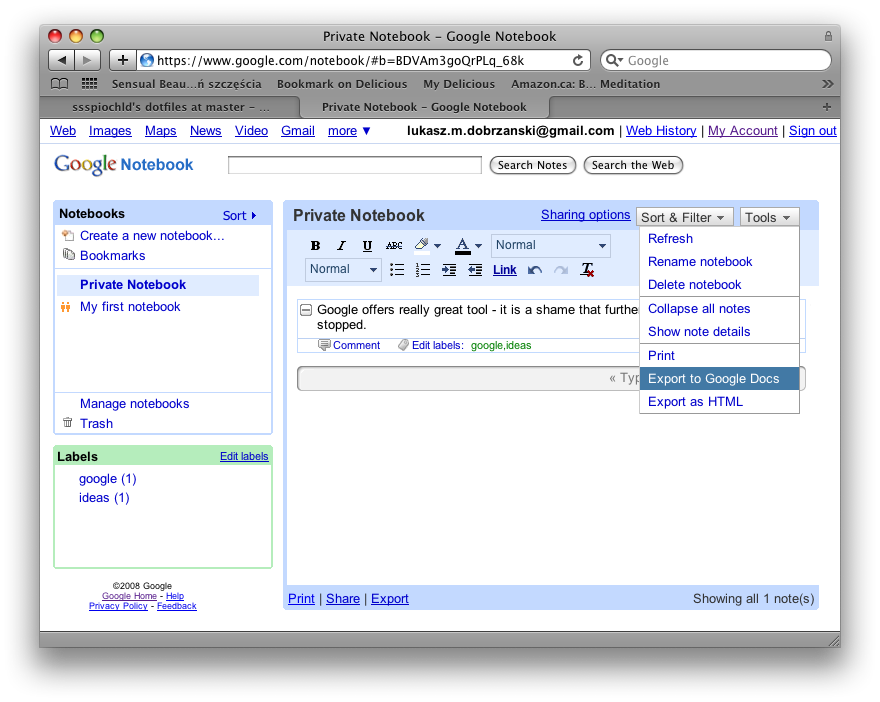 Private Notebook – Google Notebook
https://www.google.com/notebook/#b=BDVAm3goQrPLq_68k
Google
Sensual Beau...ń szczęścia Bookmark on Delicious My Delicious Amazon.ca: B... Meditation
ssspiochld's dotfiles at master – ... Private Notebook – Google Notebook
Web Images Maps News Video Gmail more ▼ lukasz.m.dobrzanski@gmail.com | Web History | My Account | Sign out
Google Notebook Search Notes Search the Web
Notebooks Sort
Create a new notebook...
Bookmarks
Private Notebook
My first notebook
Manage notebooks
Trash
Labels Edit labels
google (1)
ideas (1)
©2008 Google
Google Home - Help
Privacy Policy - Feedback
Private Notebook Sharing options Sort & Filter Tools
B I U ABC A Normal
Normal Link T
Google offers really great tool - it is a shame that further
stopped.
Comment Edit labels: google,ideas
« Typ
Refresh
Rename notebook
Delete notebook
Collapse all notes
Show note details
Print
Export to Google Docs
Export as HTML
Print | Share | Export Showing all 1 note(s)